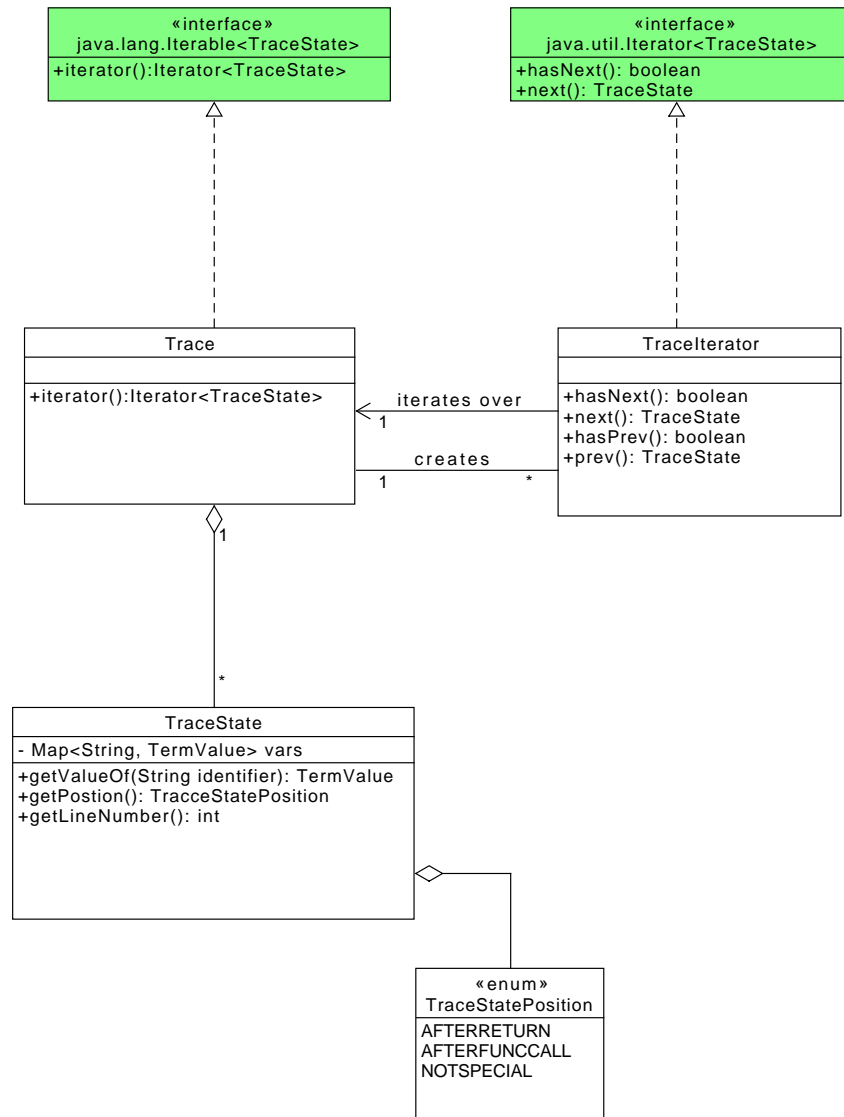 «interface»
java.lang.Iterable<TraceState>
+iterator():Iterator<TraceState>
«interface»
java.util.Iterator<TraceState>
+hasNext(): boolean
+next(): TraceState
Trace
+iterator():Iterator<TraceState>
TraceIterator
+hasNext(): boolean
+next(): TraceState
+hasPrev(): boolean
+prev(): TraceState
iterates over
1
creates
1
*
1
*
TraceState
- Map<String, TermValue> vars
+getValueOf(String identifier): TermValue
+getPostion(): TracceStatePosition
+getLineNumber(): int
«enum»
TraceStatePosition
AFTERRETURN
AFTERFUNCCALL
NOTSPECIAL